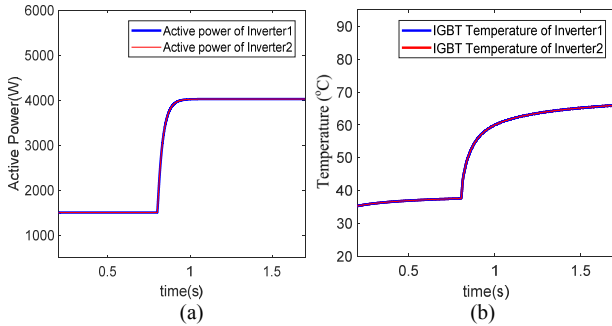 6000
5000
4000
3000
2000
1000
Active Power(W)
Active power of Inverter1
Active power of Inverter2
0.5
1
1.5
time(s)
(a)
90
80
70
60
50
40
30
20
Temperature (°C)
IGBT Temperature of Inverter1
IGBT Temperature of Inverter2
0.5
1
1.5
time(s)
(b)